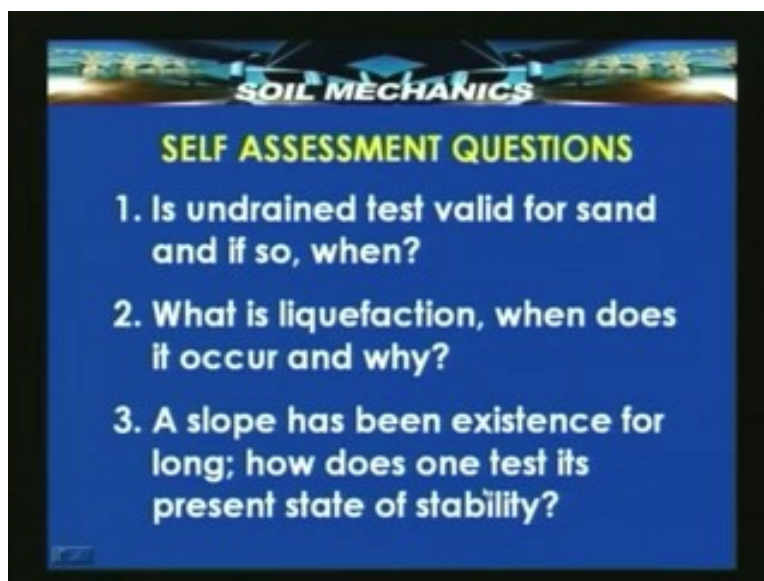 SOIL MECHANICS
SELF ASSESSMENT QUESTIONS
1. Is undrained test valid for sand
and if so, when?
2. What is liquefaction, when does
it occur and why?
3. A slope has been existence for
long; how does one test its
present state of stability?